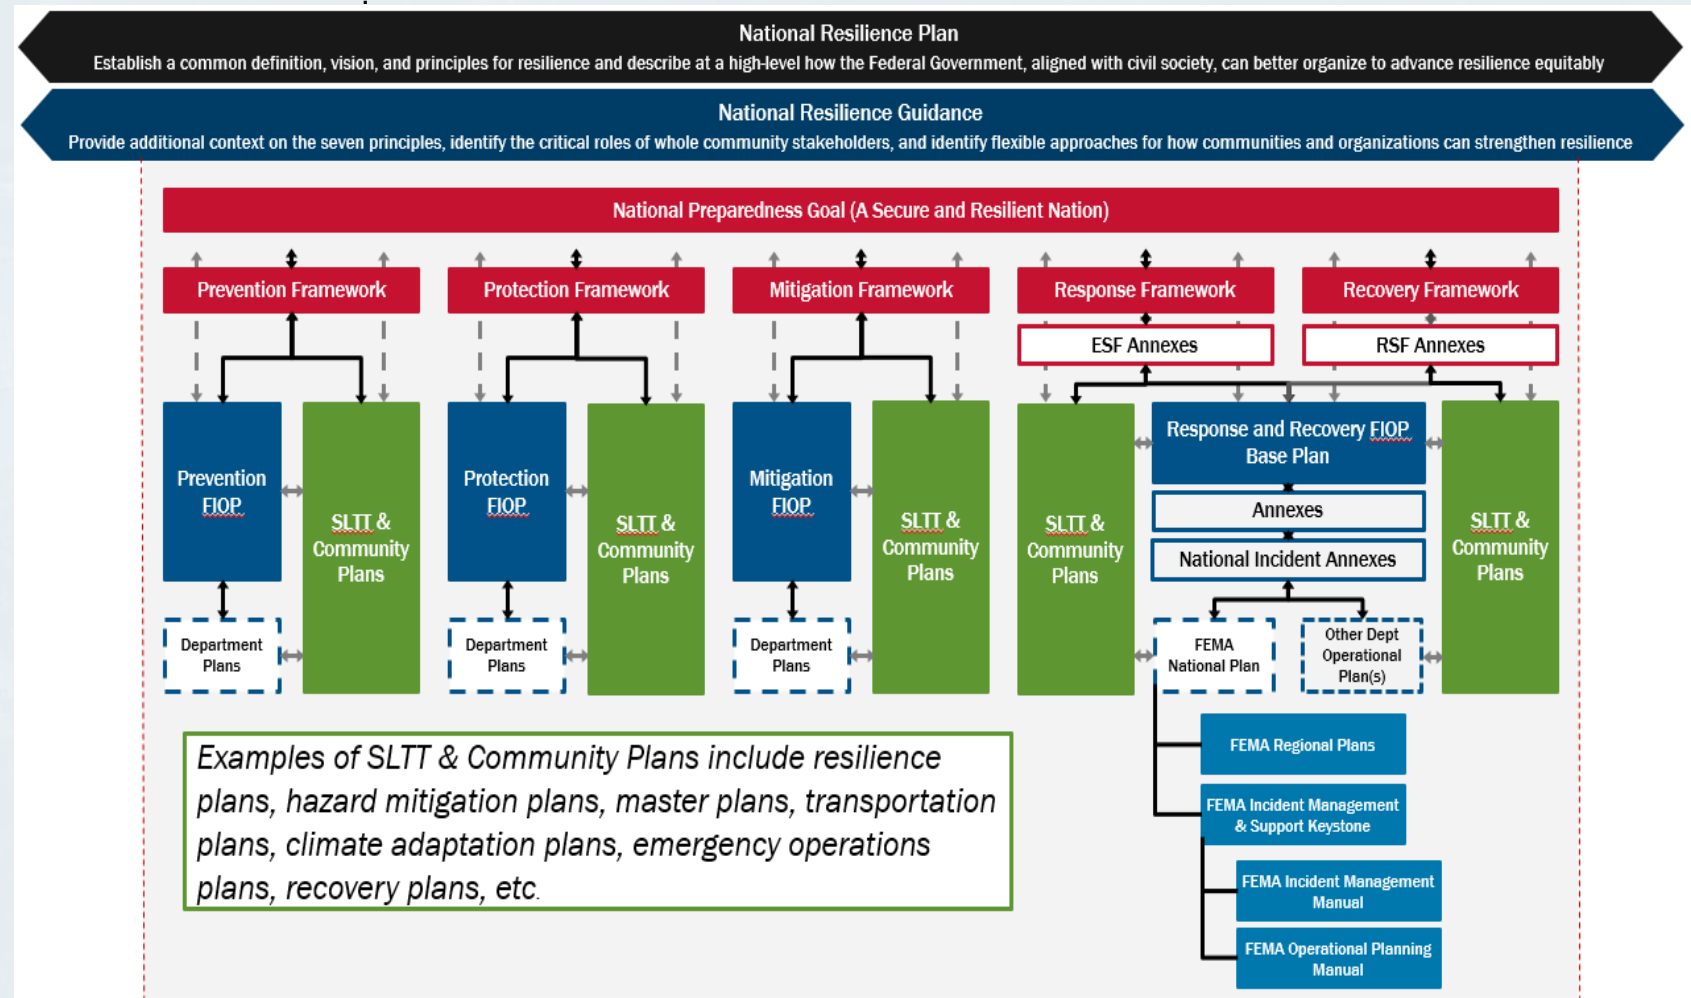 National Resilience Plan
Establish a common definition, vision, and principles for resilience and describe at a high-level how the Federal Government, aligned with civil society, can better organize to advance resilience equitably
National Resilience Guidance
Provide additional context on the seven principles, identify the critical roles of whole community stakeholders, and identify flexible approaches for how communities and organizations can strengthen resilience
National Preparedness Goal (A Secure and Resilient Nation)
Prevention Framework
Protection Framework
Mitigation Framework
Response Framework
Recovery Framework
ESF Annexes
RSF Annexes
Prevention
FIOP
SLTT &
Community
Plans
Department
Plans
Protection
FIOP
SLTT &
Community
Plans
Department
Plans
Mitigation
FIOP
SLTT &
Community
Plans
Department
Plans
SLTT &
Community
Plans
Response and Recovery FIOP
Base Plan
Annexes
National Incident Annexes
FEMA
National Plan
Other Dept
Operational
Plan(s)
SLTT &
Community
Plans
FEMA Regional Plans
FEMA Incident Management
& Support Keystone
FEMA Incident Management
Manual
FEMA Operational Planning
Manual
Examples of SLTT & Community Plans include resilience
plans, hazard mitigation plans, master plans, transportation
plans, climate adaptation plans, emergency operations
plans, recovery plans, etc.